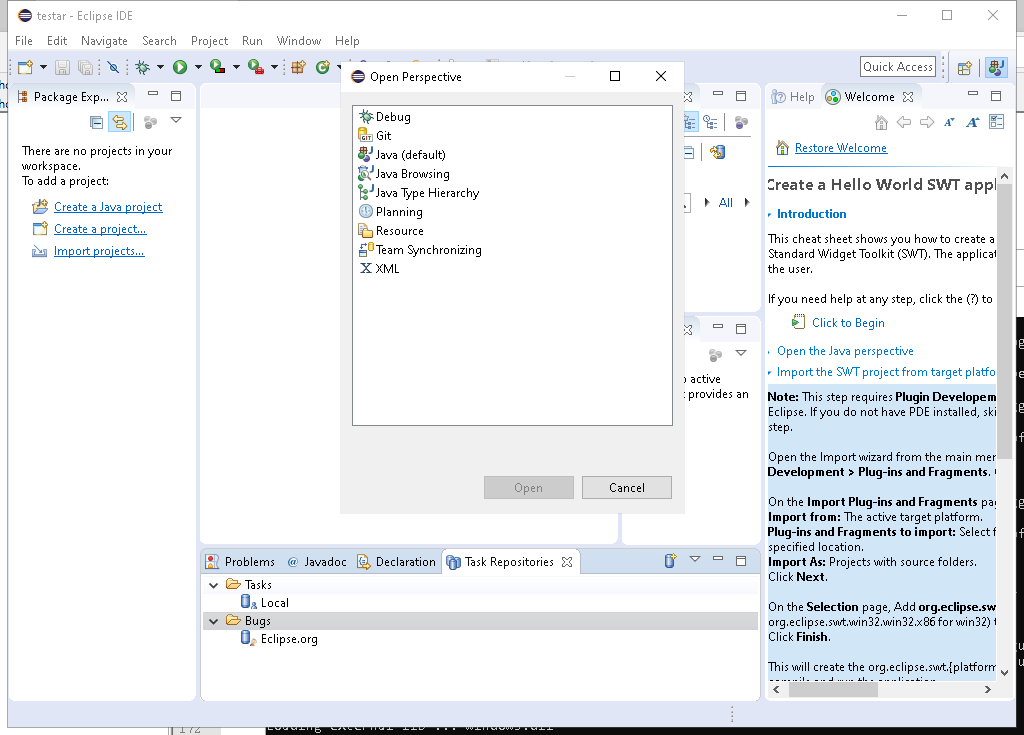 testar - Eclipse IDE
File Edit Navigate Search Project Run Window Help
Quick Access
Package Exp...
There are no projects in your
workspace.
To add a project:
Create a Java project
Create a project...
Import projects...
Open Perspective
Debug
Git
Java (default)
Java Browsing
Java Type Hierarchy
Planning
Resource
Team Synchronizing
XML
Open
Cancel
All
active
provides an
Help
Welcome
Restore Welcome
Create a Hello World SWT appl
Introduction
This cheat sheet shows you how to create a
Standard Widget Toolkit (SWT). The applicat
the user.
If you need help at any step, click the (?) to
Click to Begin
Open the Java perspective
Import the SWT project from target platfo
Note: This step requires Plugin Developem
Eclipse. If you do not have PDE installed, ski
step.
Open the Import wizard from the main mer
Development > Plug-ins and Fragments.
On the Import Plug-ins and Fragments pag
Import from: The active target platform.
Plug-ins and Fragments to import: Select f
specified location.
Import As: Projects with source folders.
Click Next.
On the Selection page, Add org.eclipse.sw
org.eclipse.swt.win32.win32.x86 for win32) t
Click Finish.
This will create the org.eclipse.swt.{platform
compile and run the application
Problems
@ Javadoc
Declaration
Task Repositories
Tasks
Local
Bugs
Eclipse.org
172
Loading external lib ... windows.dll